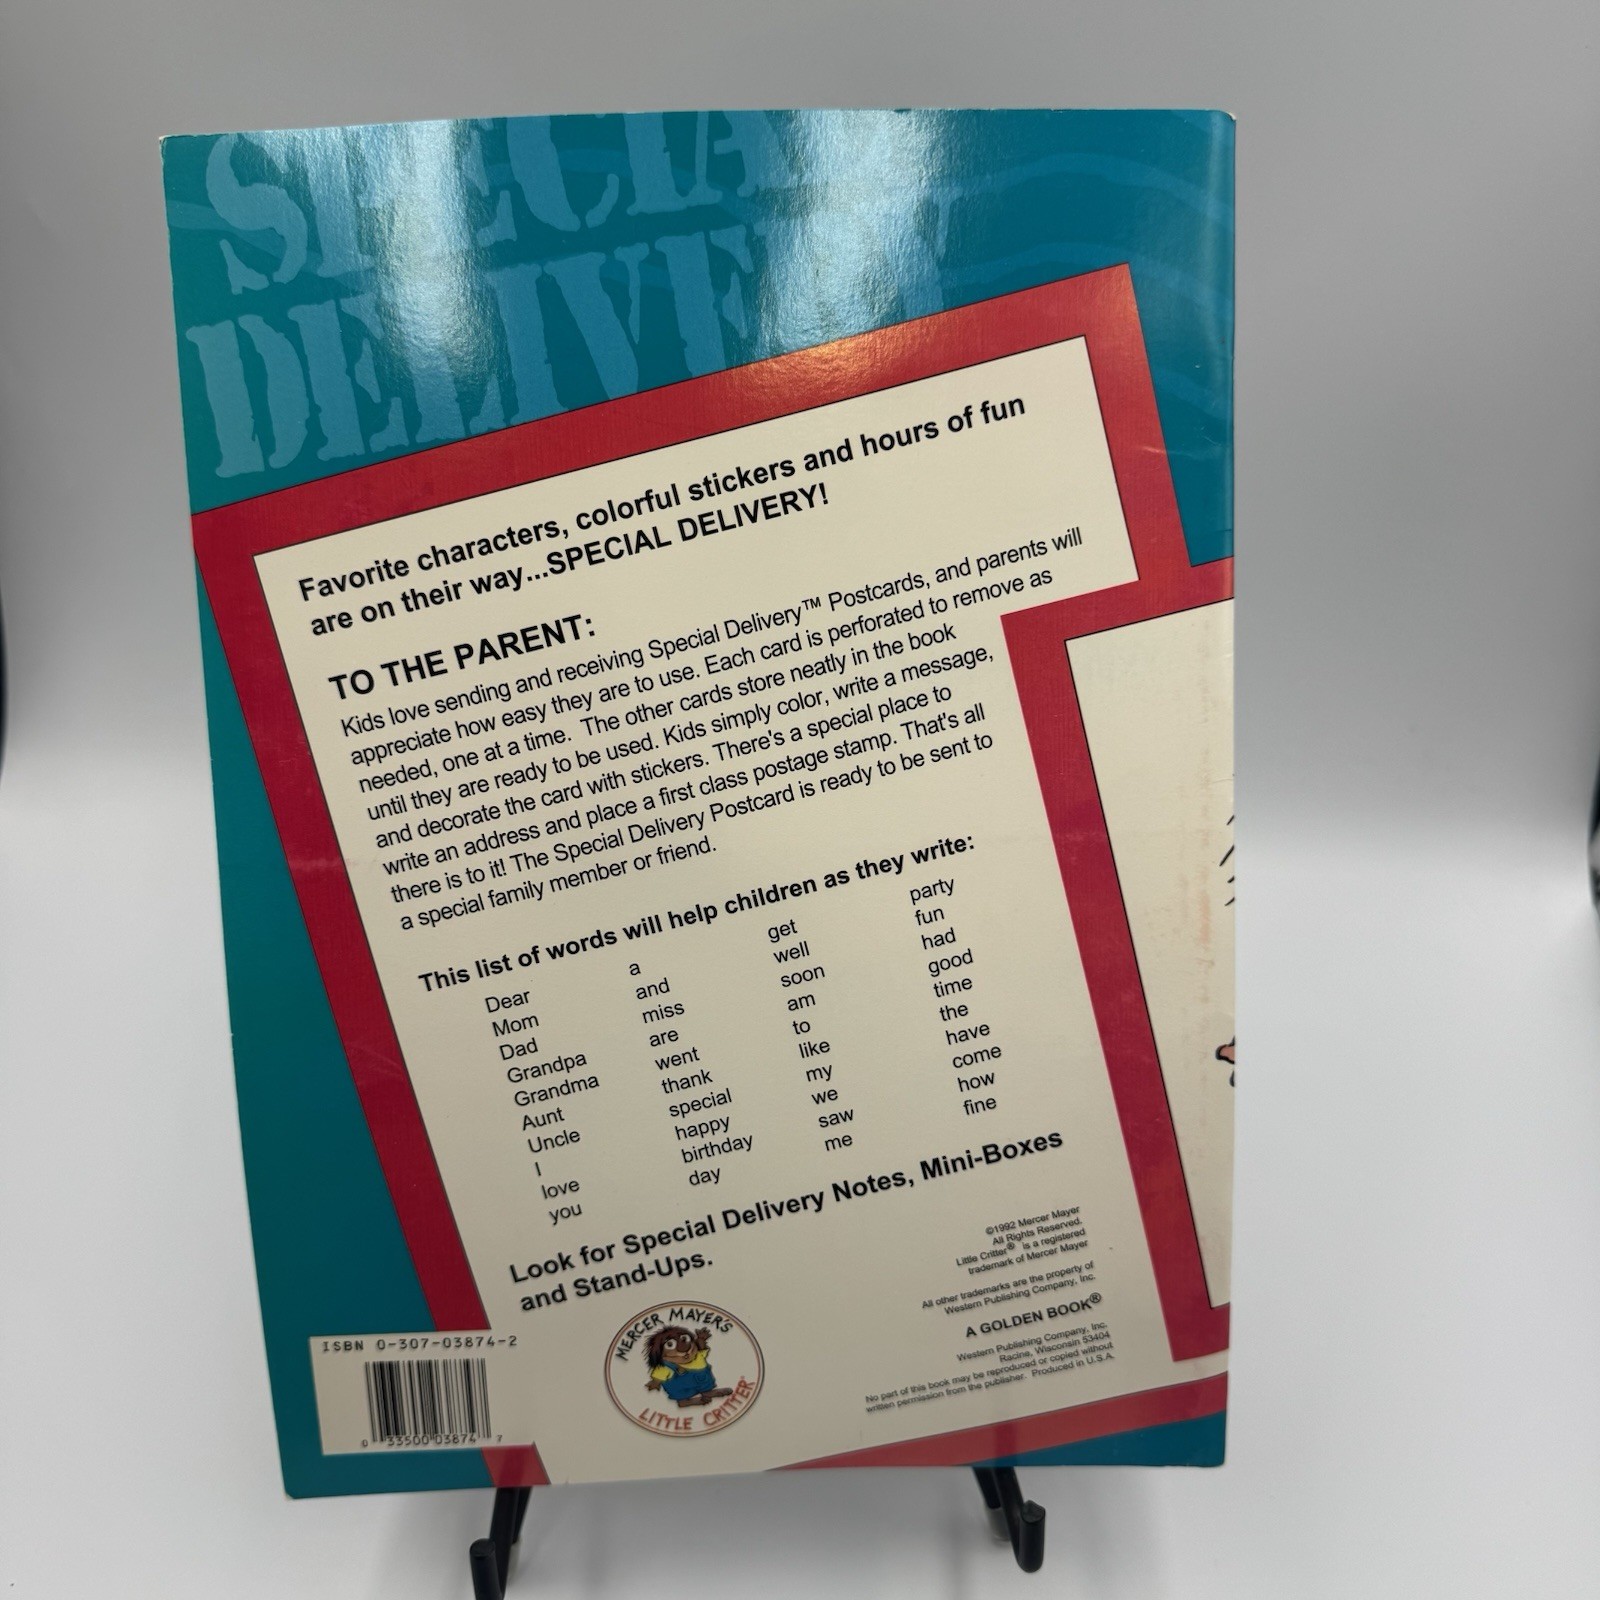 SPECIAL
DELIVERY
Favorite characters, colorful stickers and hours of fun
are on their way...SPECIAL DELIVERY!
TO THE PARENT:
Kids love sending and receiving Special Delivery™ Postcards, and parents will
appreciate how easy they are to use. Each card is perforated to remove as
needed, one at a time. The other cards store neatly in the book
until they are ready to be used. Kids simply color, write a message,
and decorate the card with stickers. There's a special place to
write an address and place a first class postage stamp. That's all
there is to it! The Special Delivery Postcard is ready to be sent to
a special family member or friend.
This list of words will help children as they write:
Dear
Mom
Dad
Grandpa
Grandma
Aunt
Uncle
I
love
you
a
and
miss
are
went
thank
special
happy
birthday
day
get
well
soon
am
to
like
my
we
saw
me
party
fun
had
good
time
the
have
come
how
fine
Look for Special Delivery Notes, Mini-Boxes
and Stand-Ups.
©1992 Mercer Mayer
All Rights Reserved.
Little Critter® is a registered
trademark of Mercer Mayer
All other trademarks are the property of
Western Publishing Company, Inc.
A GOLDEN BOOK®
Western Publishing Company, Inc.
Racine, Wisconsin 53404
No part of this book may be reproduced or copied without
written permission from the publisher. Produced in U.S.A.
MERCER MAYER'S
LITTLE CRITTER®
ISBN 0-307-03874-2
0 33500 03874 7